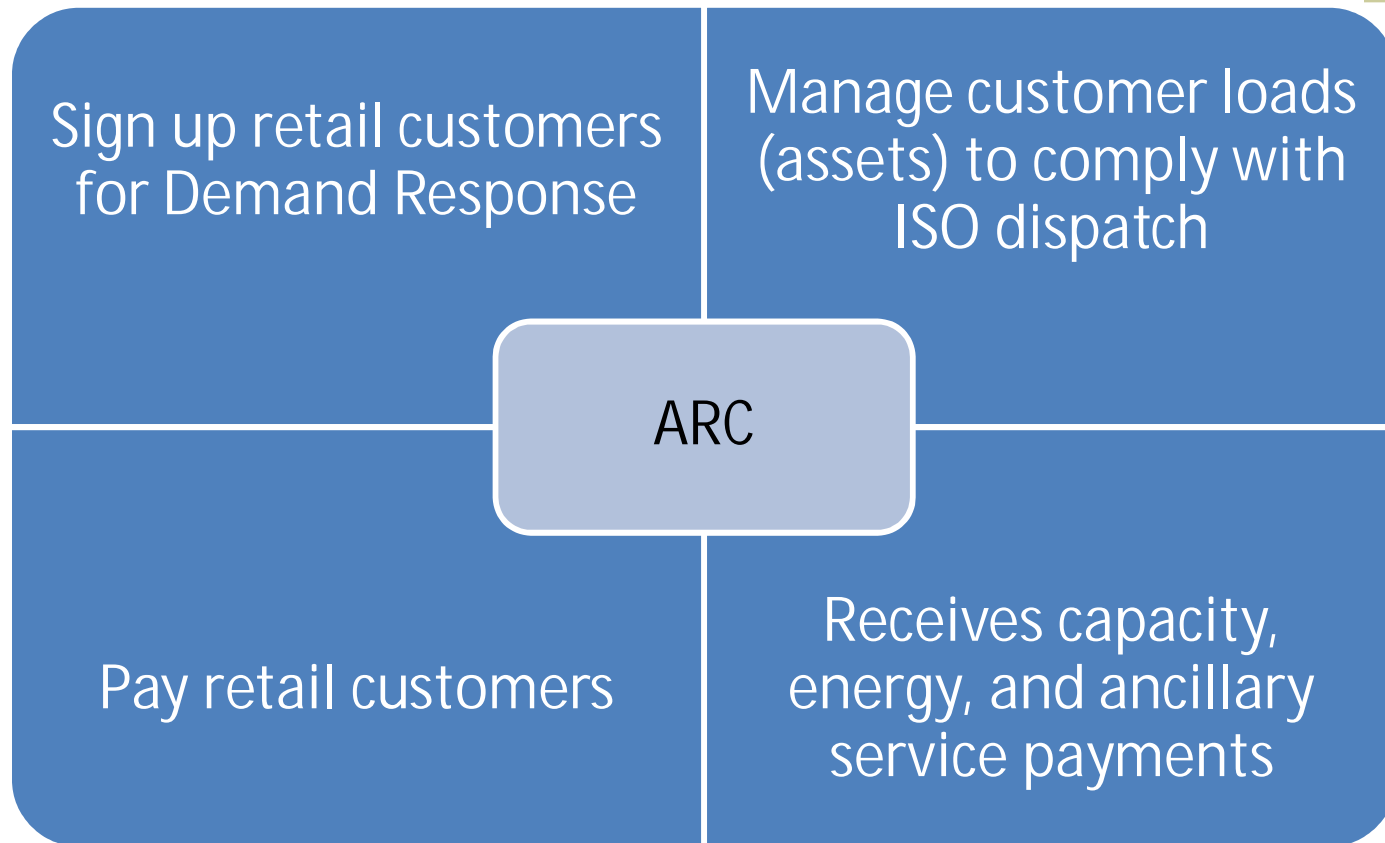 Sign up retail customers
for Demand Response
Manage customer loads
(assets) to comply with
ISO dispatch
ARC
Pay retail customers
Receives capacity,
energy, and ancillary
service payments